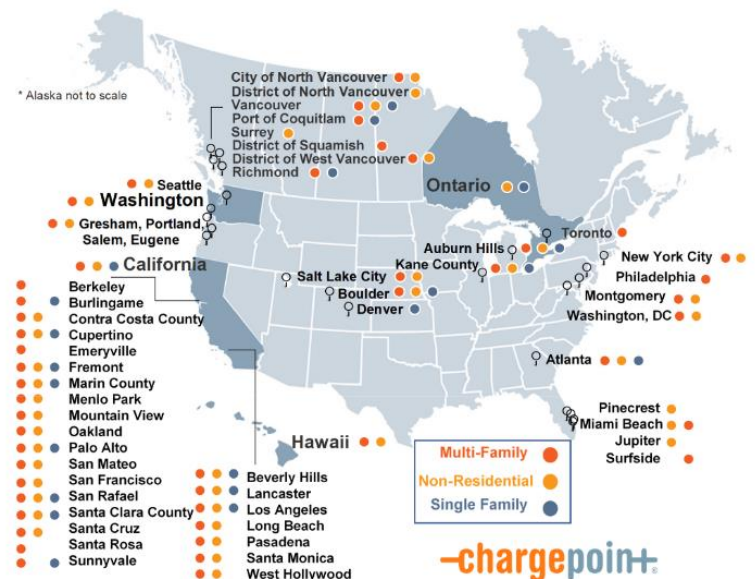 City of North Vancouver
District of North Vancouver
Vancouver
Port of Coquitlam
Surrey
District of Squamish
District of West Vancouver
Richmond
* Alaska not to scale
Ontario
Seattle
Washington
Gresham, Portland,
Salem, Eugene
California
Toronto
Auburn Hills
Kane County
New York City
Philadelphia
Montgomery
Washington, DC
Salt Lake City
Boulder
Denver
Atlanta
Berkeley
Burlingame
Contra Costa County
Cupertino
Emeryville
Fremont
Marin County
Menlo Park
Mountain View
Oakland
Palo Alto
San Mateo
San Francisco
San Rafael
Santa Clara County
Santa Cruz
Santa Rosa
Sunnyvale
Beverly Hills
Lancaster
Los Angeles
Long Beach
Pasadena
Santa Monica
West Hollywood
Hawaii
Pinecrest
Miami Beach
Jupiter
Surfside
Multi-Family
Non-Residential
Single Family
-chargepoin+.®